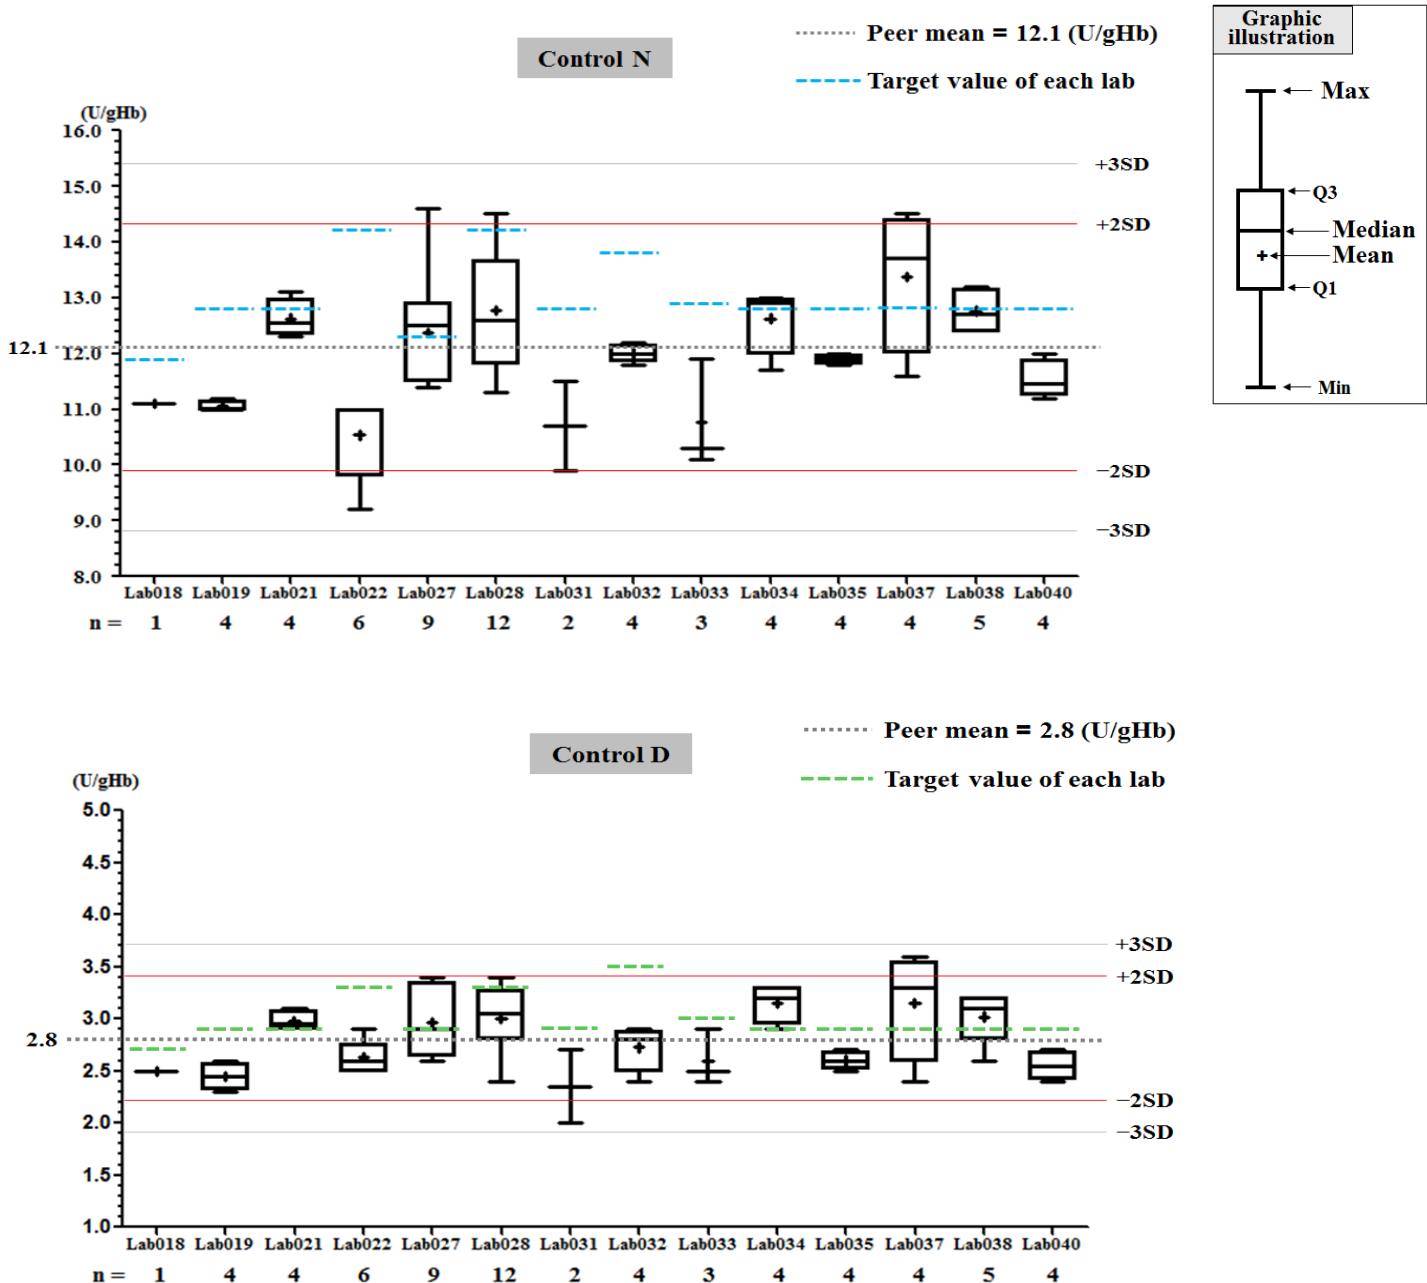 Control N
Peer mean = 12.1 (U/gHb)
Target value of each lab
Graphic
illustration
Max
Q3
Median
Mean
Q1
Min
(U/gHb)
16.0
15.0
14.0
13.0
12.1
12.0
11.0
10.0
9.0
8.0
+3SD
+2SD
−2SD
−3SD
Lab018 Lab019 Lab021 Lab022 Lab027 Lab028 Lab031 Lab032 Lab033 Lab034 Lab035 Lab037 Lab038 Lab040
n = 1 4 4 6 9 12 2 4 3 4 4 4 5 4
Control D
Peer mean = 2.8 (U/gHb)
Target value of each lab
(U/gHb)
5.0
4.5
4.0
3.5
3.0
2.8
2.5
2.0
1.5
1.0
+3SD
+2SD
−2SD
−3SD
Lab018 Lab019 Lab021 Lab022 Lab027 Lab028 Lab031 Lab032 Lab033 Lab034 Lab035 Lab037 Lab038 Lab040
n = 1 4 4 6 9 12 2 4 3 4 4 4 5 4